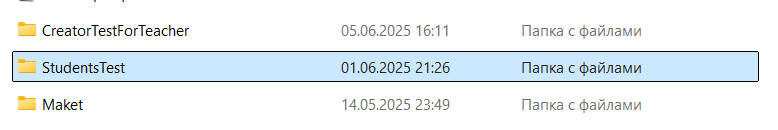 CreatorTestForTeacher 05.06.2025 16:11 Папка с файлами
StudentsTest 01.06.2025 21:26 Папка с файлами
Maket 14.05.2025 23:49 Папка с файлами